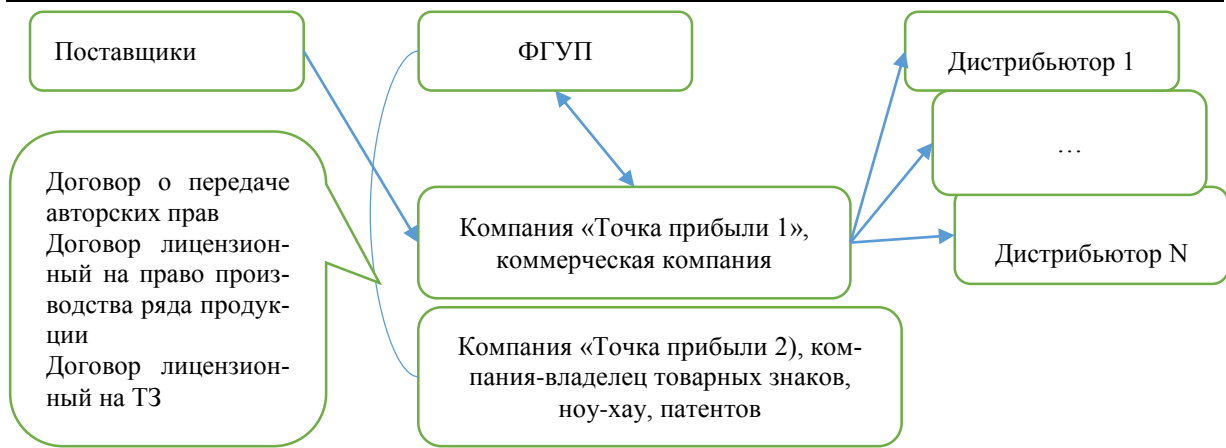 Поставщики
ФГУП
Дистрибьютор 1
…
Дистрибьютор N
Договор о передаче
авторских прав
Договор лицензион-
ный на право произ-
водства ряда продук-
ции
Договор лицензион-
ный на ТЗ
Компания «Точка прибыли 1»,
коммерческая компания
Компания «Точка прибыли 2), ком-
пания-владелец товарных знаков,
ноу-хау, патентов